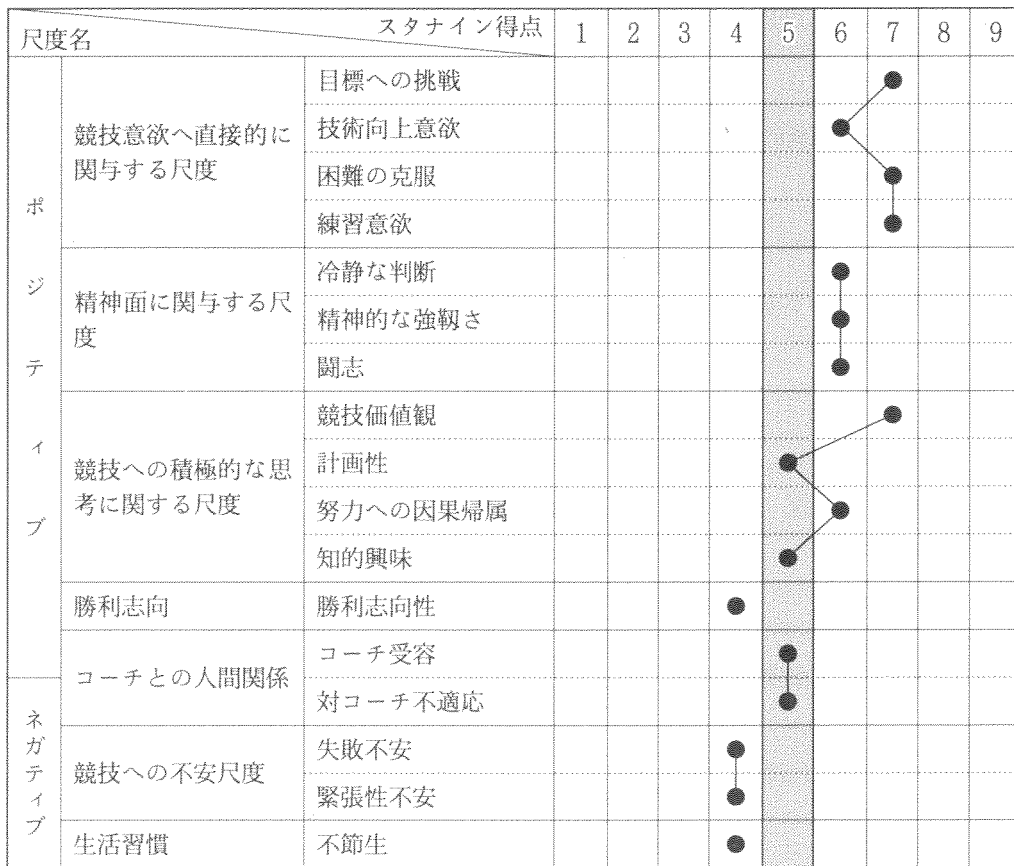 スタナイン得点
尺度名
1 2 3 4 5 6 7 8 9
ポジティブ
競技意欲へ直接的に
関与する尺度
目標への挑戦
技術向上意欲
困難の克服
練習意欲
精神面に関与する尺
度
冷静な判断
精神的な強靱さ
闘志
競技への積極的な思
考に関する尺度
競技価値観
計画性
努力への因果帰属
知的興味
勝利志向
勝利志向性
コーチとの人間関係
コーチ受容
ネガティブ
対コーチ不適応
競技への不安尺度
失敗不安
緊張性不安
生活習慣
不節生